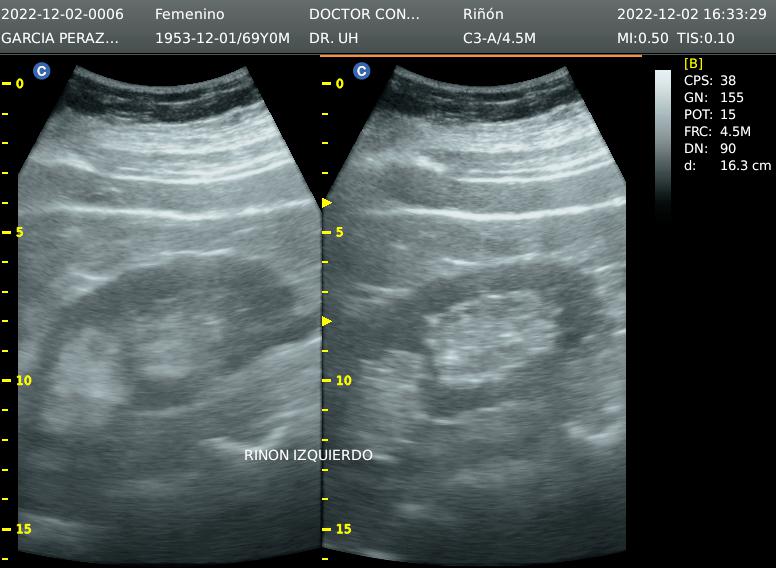 2022-12-02-0006 Femenino DOCTOR CON... Riñón 2022-12-02 16:33:29
GARCIA PERAZ... 1953-12-01/69Y0M DR. UH C3-A/4.5M MI:0.50 TIS:0.10
C C [B]
0 0 CPS: 38
GN: 155
POT: 15
FRC: 4.5M
DN: 90
d: 16.3 cm
5 5
10 10
RINON IZQUIERDO
15 15